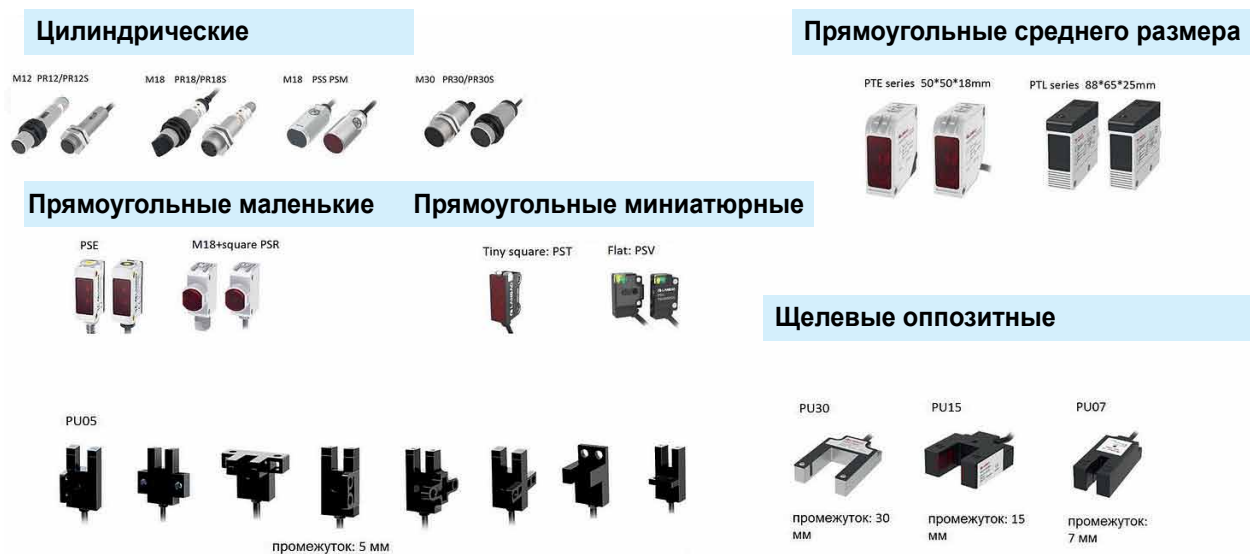 Цилиндрические
M12 PR12/PR12S
M18 PR18/PR18S
M18 PSS PSM
M30 PR30/PR30S
Прямоугольные среднего размера
PTE series 50*50*18mm
PTL series 88*65*25mm
Прямоугольные маленькие
Прямоугольные миниатюрные
PSE
M18+square PSR
Tiny square: PST
Flat: PSV
LANBAO
Щелевые оппозитные
PU05
промежуток: 5 мм
PU30
PU15
PU07
промежуток: 30
мм
промежуток: 15
мм
промежуток:
7 мм